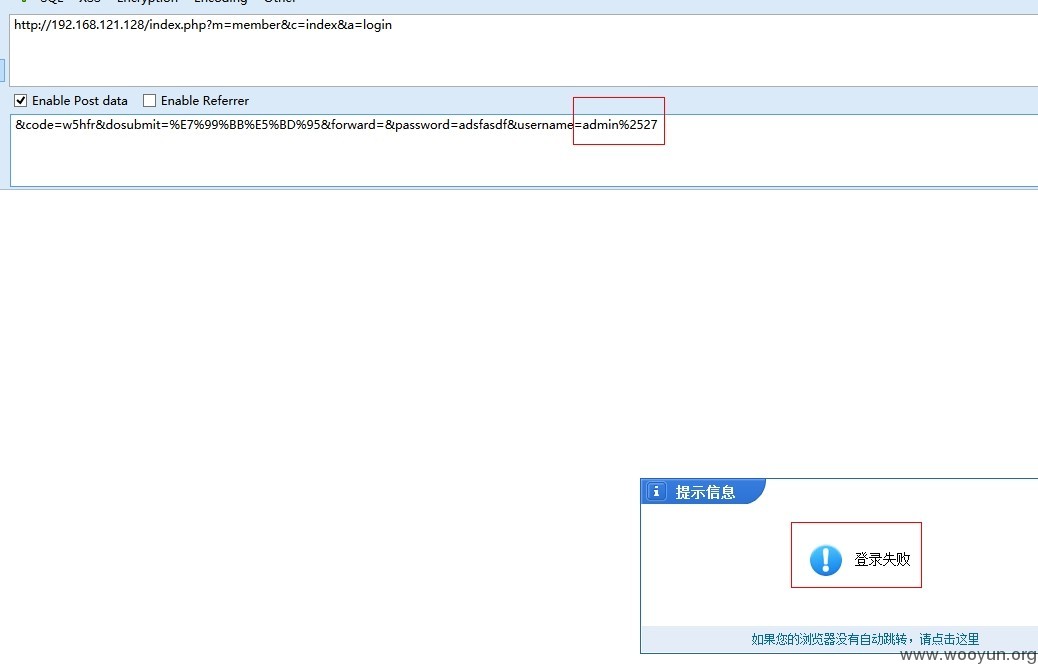 SQL XSS Encryption Encoding Other
http://192.168.121.128/index.php?m=member&c=index&a=login
Enable Post data Enable Referrer
&code=w5hfr&dosubmit=%E7%99%BB%E5%BD%95&forward=&password=adsfasdf&username=admin%2527
i 提示信息
! 登录失败
如果您的浏览器没有自动跳转，请点击这里
www.wooyun.org